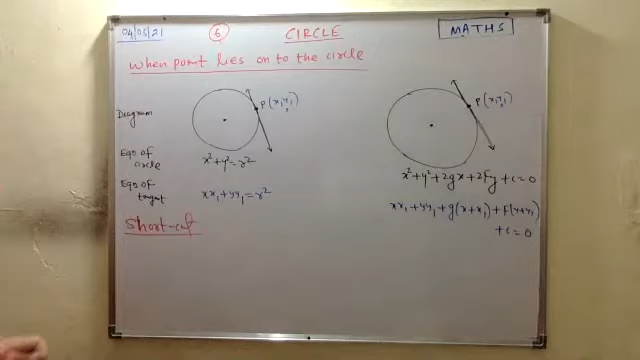 04/05/21 6 CIRCLE MATHS
when point lies on to the circle
Diagram P(x₁,y₁) P(x₁,y₁)
Eqn of circle x²+y²=r² x²+y²+2gx+2fy+c=0
Eqn of tangent xx₁+yy₁=r² xx₁+yy₁+g(x+x₁)+f(y+y₁)
+c=0
Short-cut